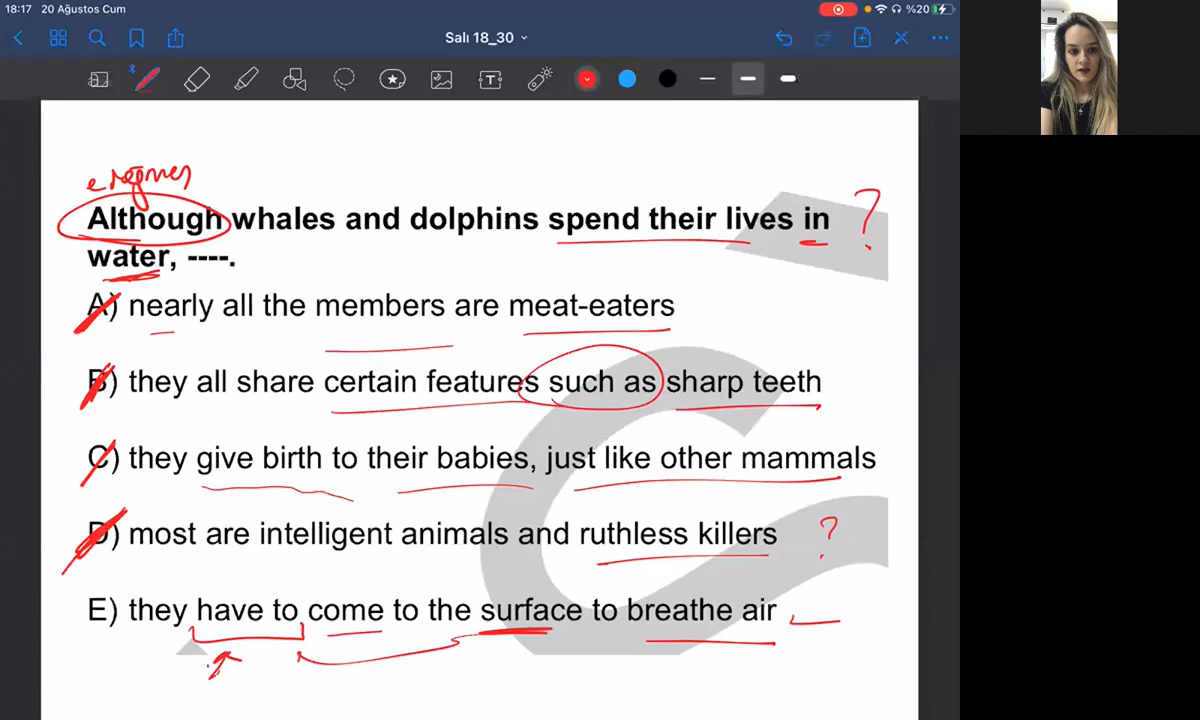 18:17 20 Ağustos Cum %20
Salı 18_30
Although whales and dolphins spend their lives in ?
water, ----.
A) nearly all the members are meat-eaters
B) they all share certain features such as sharp teeth
C) they give birth to their babies, just like other mammals
D) most are intelligent animals and ruthless killers ?
E) they have to come to the surface to breathe air